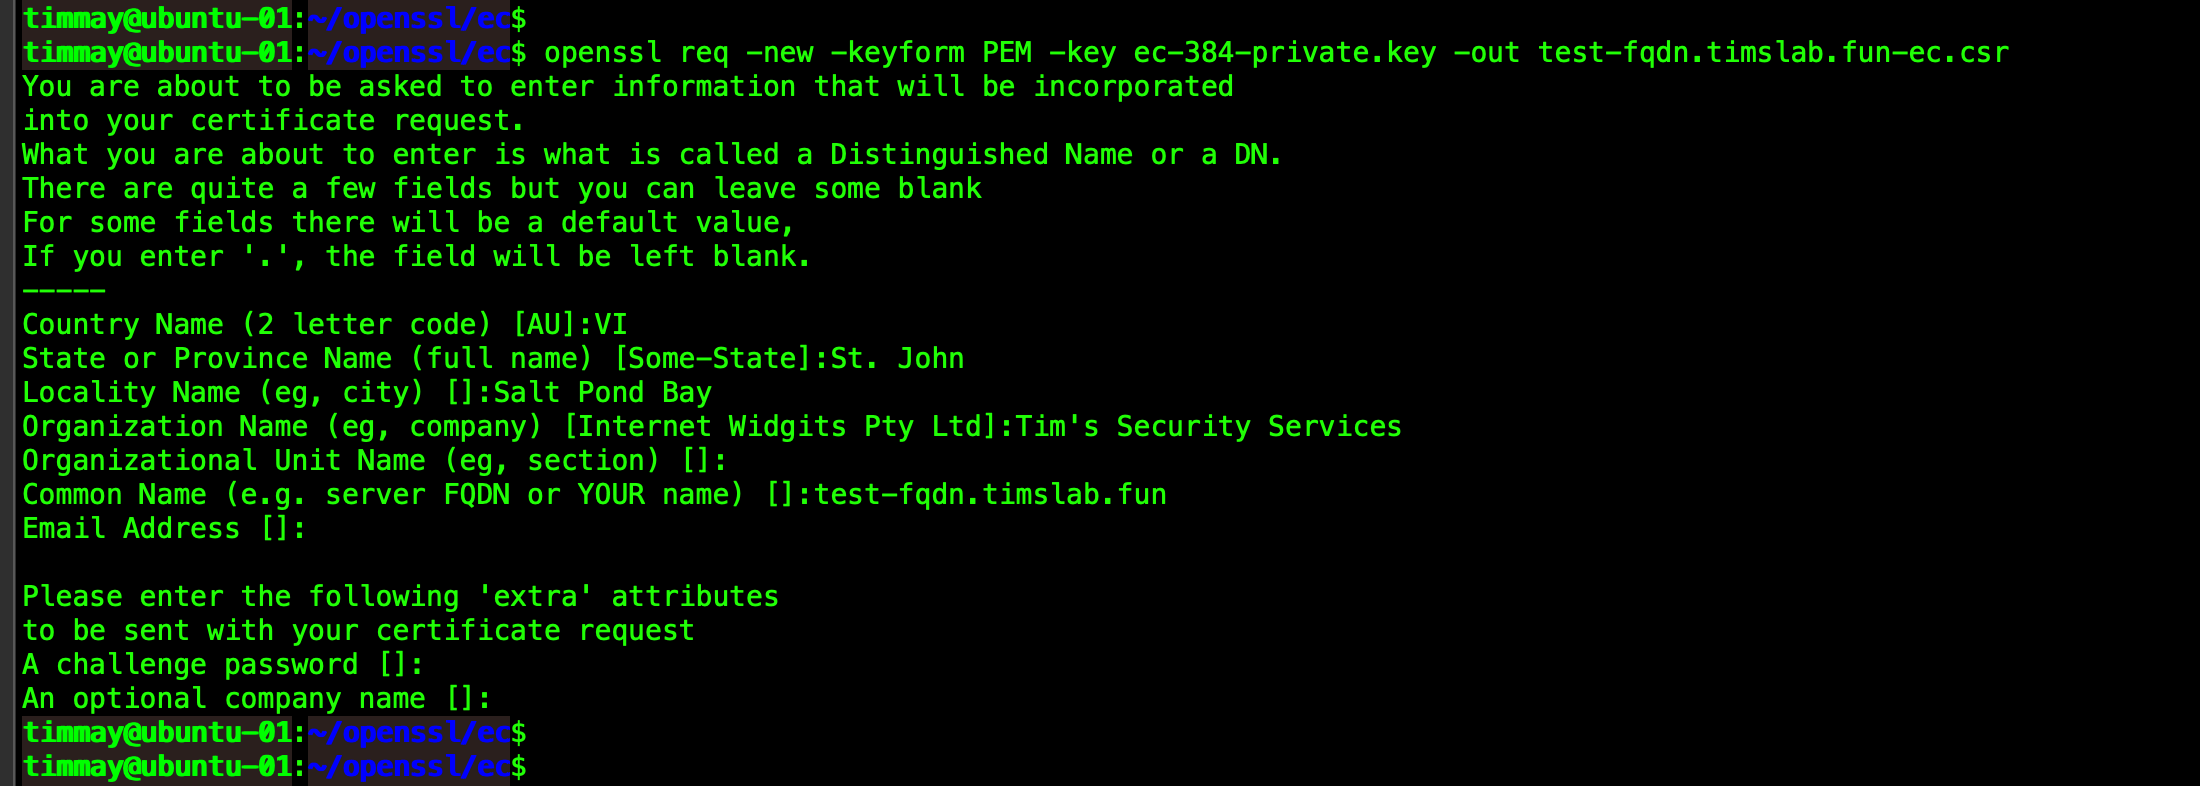 timmay@ubuntu-01:~/openssl/ec$
timmay@ubuntu-01:~/openssl/ec$ openssl req -new -keyform PEM -key ec-384-private.key -out test-fqdn.timslab.fun-ec.csr
You are about to be asked to enter information that will be incorporated
into your certificate request.
What you are about to enter is what is called a Distinguished Name or a DN.
There are quite a few fields but you can leave some blank
For some fields there will be a default value,
If you enter '.', the field will be left blank.
-----
Country Name (2 letter code) [AU]:VI
State or Province Name (full name) [Some-State]:St. John
Locality Name (eg, city) []:Salt Pond Bay
Organization Name (eg, company) [Internet Widgits Pty Ltd]:Tim's Security Services
Organizational Unit Name (eg, section) []:
Common Name (e.g. server FQDN or YOUR name) []:test-fqdn.timslab.fun
Email Address []:
Please enter the following 'extra' attributes
to be sent with your certificate request
A challenge password []:
An optional company name []:
timmay@ubuntu-01:~/openssl/ec$
timmay@ubuntu-01:~/openssl/ec$